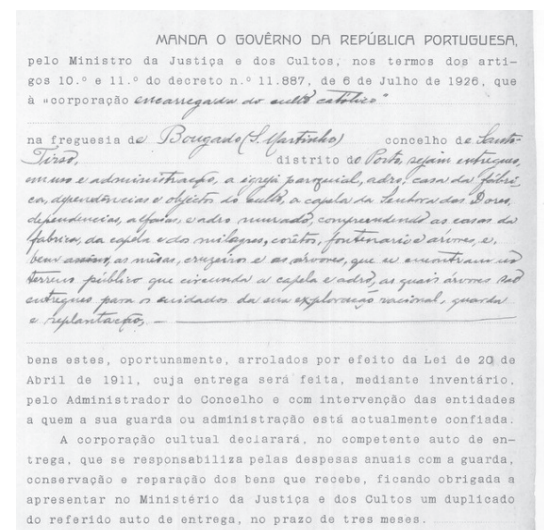 MANDA O GOVÊRNO DA REPÚBLICA PORTUGUESA,
pelo Ministro da Justiça e dos Cultos, nos termos dos arti-
gos 10.º e 11.º do decreto n.º 11.887, de 6 de Julho de 1926, que
à "corporação encarregada do culto católico"
na freguesia de Bougado (S. Martinho) concelho de Santo
Tirso, distrito do Porto, sejam entregues,
em uso e administração, a igreja paroquial, adro, casa da fábri-
ca, dependências e objectos do culto, a capela da Senhora das Dores,
dependencias, alfaias, e adro murado, compreendendo as casas da
fabrica, da capela e dos milagres, corêtos, fontenario e árvores, e,
bem assim, as mêsas, cruzeiros e as árvores, que se encontram no
terreno público que circunda a capela e adro, as quais árvores são
entregues para os cuidados da sua exploração racional, guarda
e replantação, —
bens estes, oportunamente, arrolados por efeito da Lei de 20 de
Abril de 1911, cuja entrega será feita, mediante inventário,
pelo Administrador do Concelho e com intervenção das entidades
a quem a sua guarda ou administração está actualmente confiada.
A corporação cultual declarará, no competente auto de en-
trega, que se responsabiliza pelas despesas anuais com a guarda,
conservação e reparação dos bens que recebe, ficando obrigada a
apresentar no Ministério da Justiça e dos Cultos um duplicado
do referido auto de entrega, no prazo de tres meses.